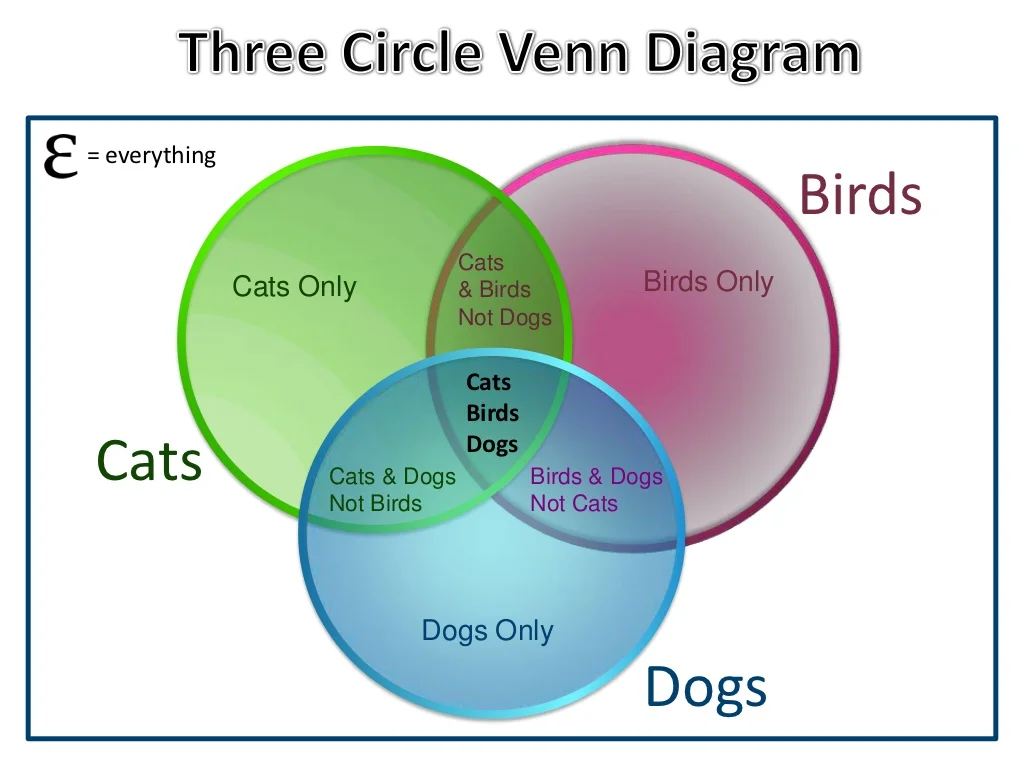 Three Circle Venn Diagram
Ɛ = everything
Birds
Cats Only
Cats
& Birds
Not Dogs
Birds Only
Cats
Birds
Dogs
Cats
Cats & Dogs
Not Birds
Birds & Dogs
Not Cats
Dogs Only
Dogs